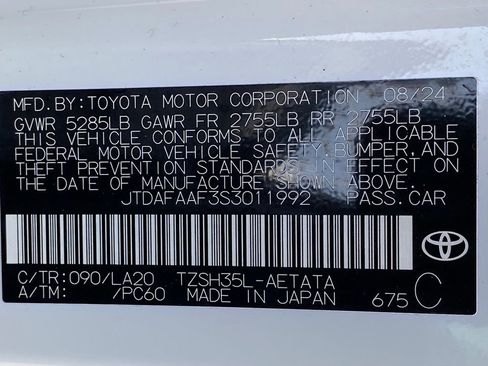 MFD.BY: TOYOTA MOTOR CORPORATION 08/24
GVWR 5285LB GAWR FR 2755LB RR 2755LB
THIS VEHICLE CONFORMS TO ALL APPLICABLE
FEDERAL MOTOR VEHICLE SAFETY,BUMPER,AND
THEFT PREVENTION STANDARDS IN EFFECT ON
THE DATE OF MANUFACTURE SHOWN ABOVE.
JTDAFAAF3S3011992 PASS.CAR
C/TR:090/LA20 TZSH35L-AETATA
A/TM: /PC60 MADE IN JAPAN 675 C